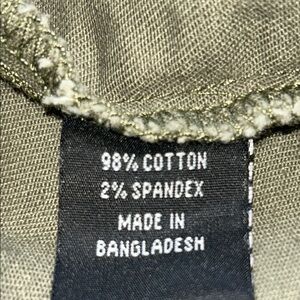 98% COTTON
2% SPANDEX
MADE IN
BANGLADESH